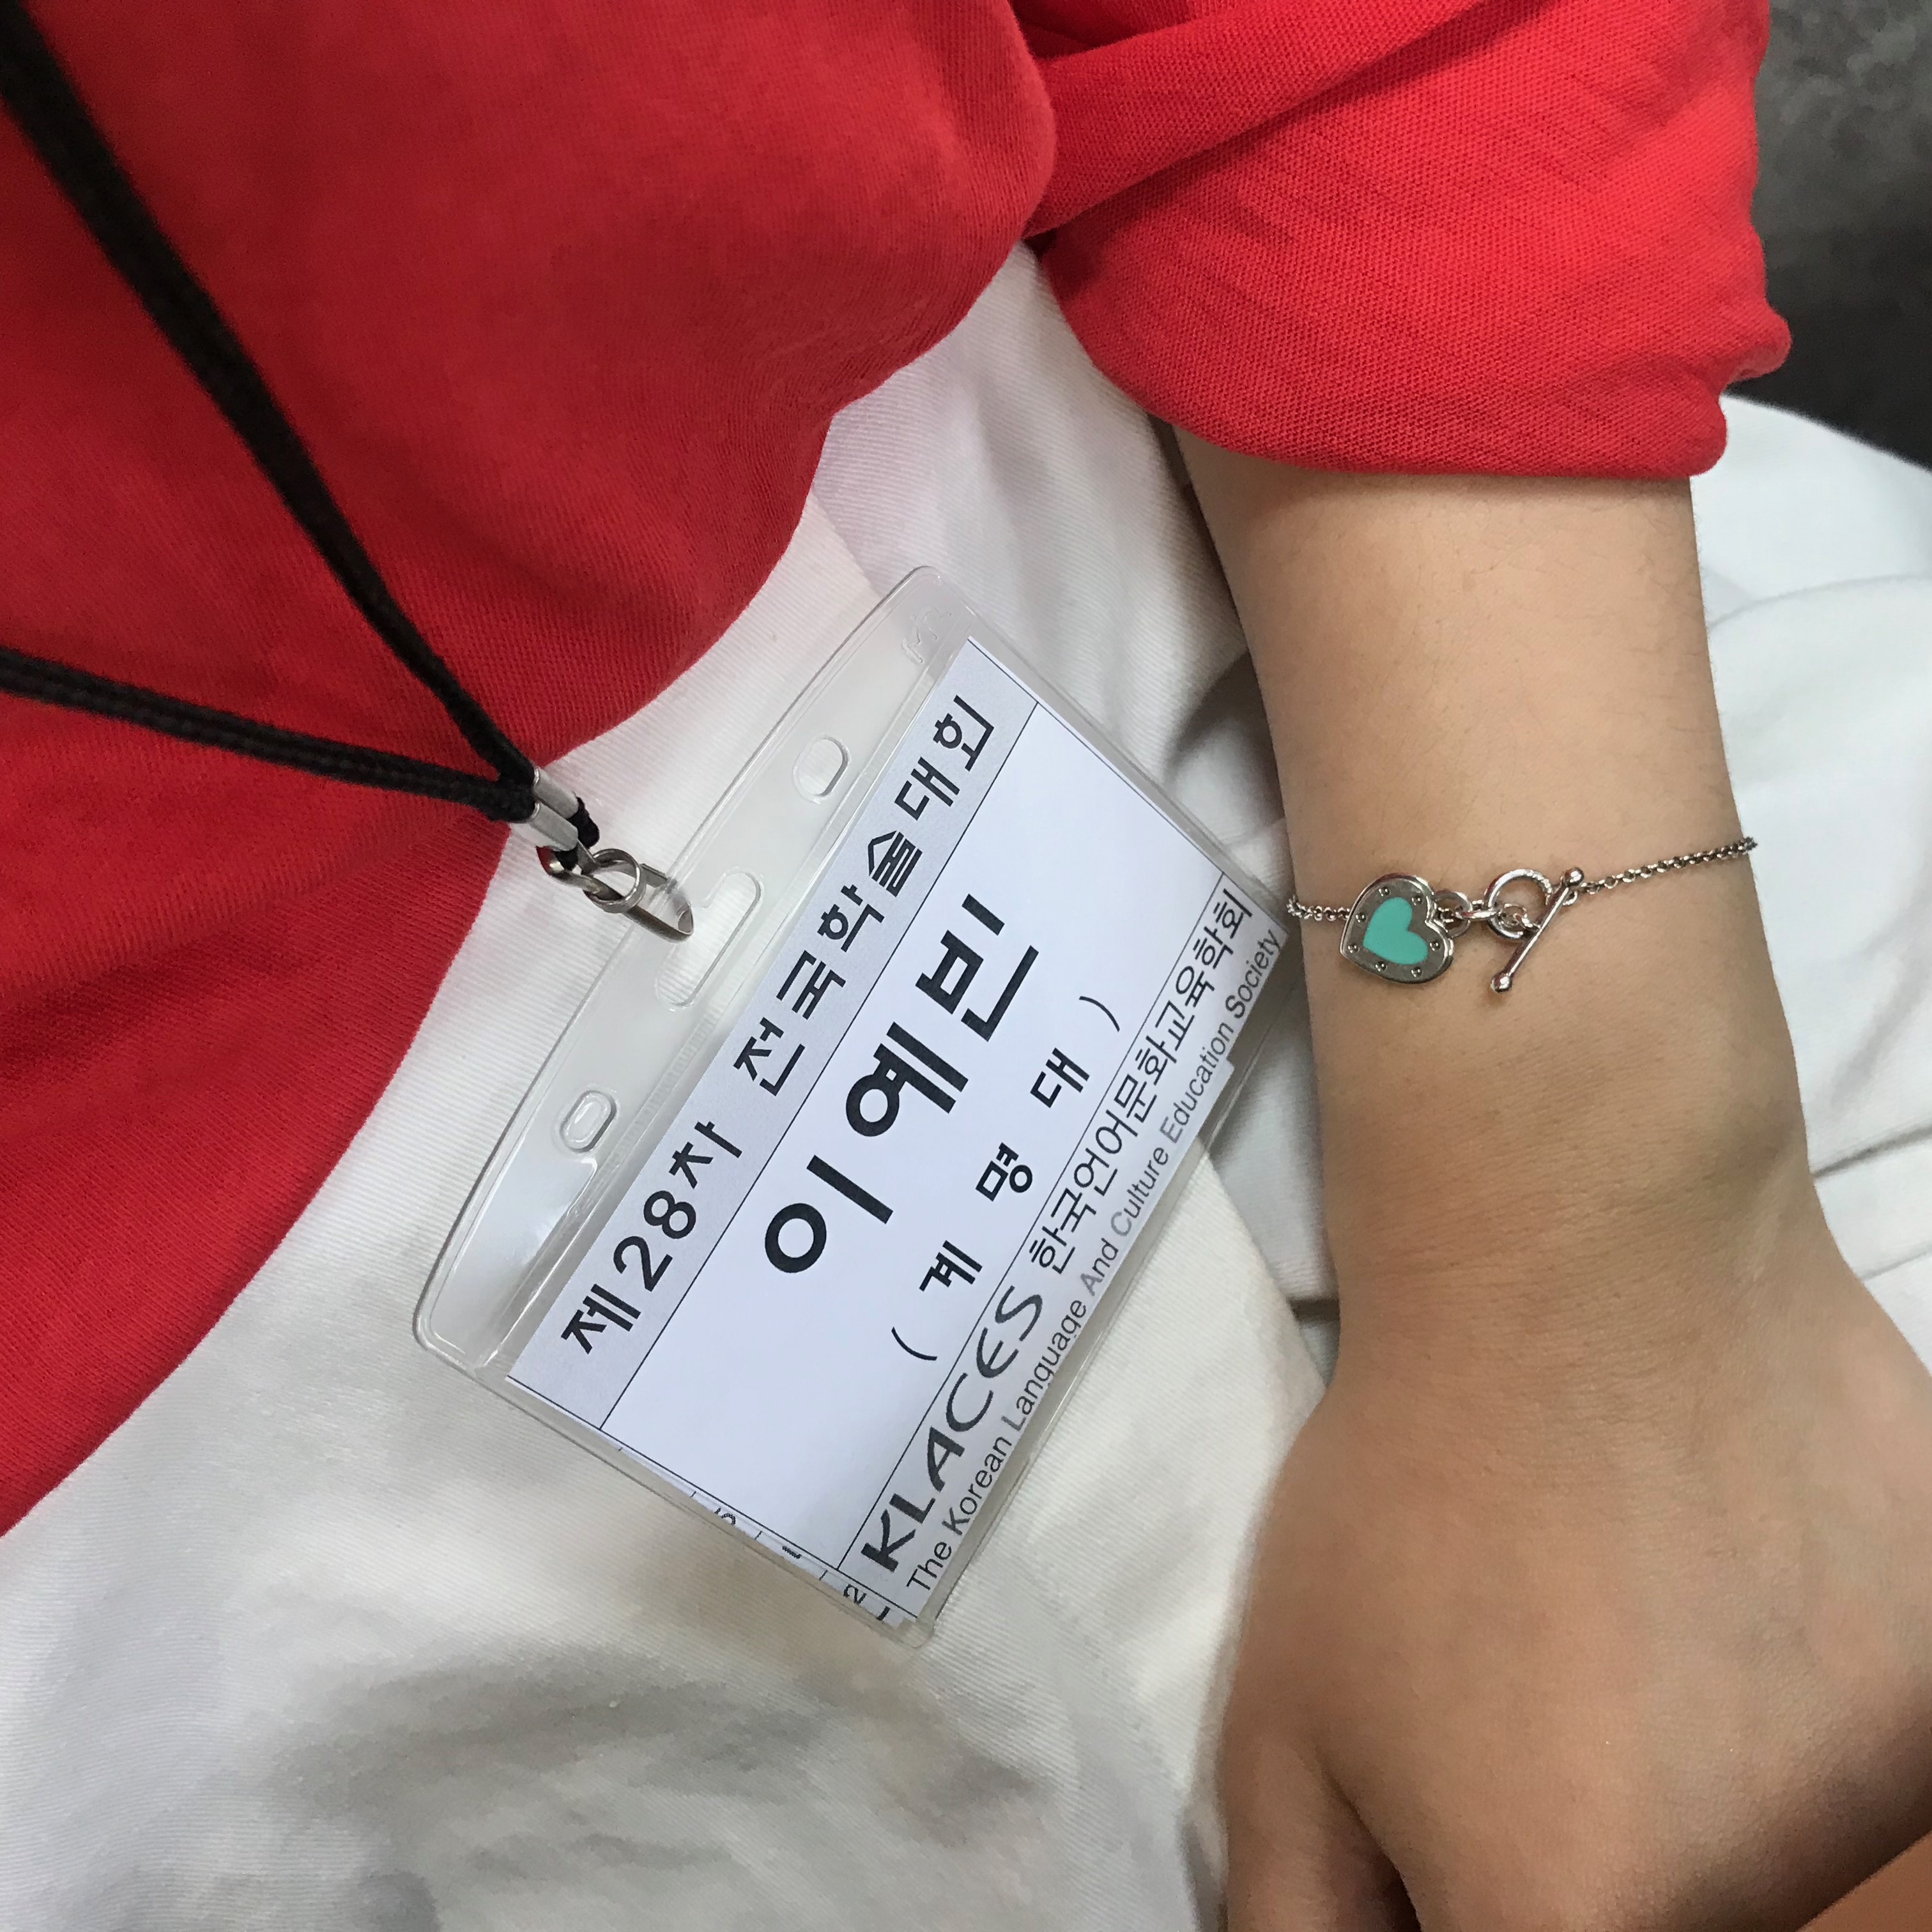 제28차 전국학술대회
이예빈
( 계 명 대 )
KLACES 한국언어문화교육학회
The Korean Language And Culture Education Society